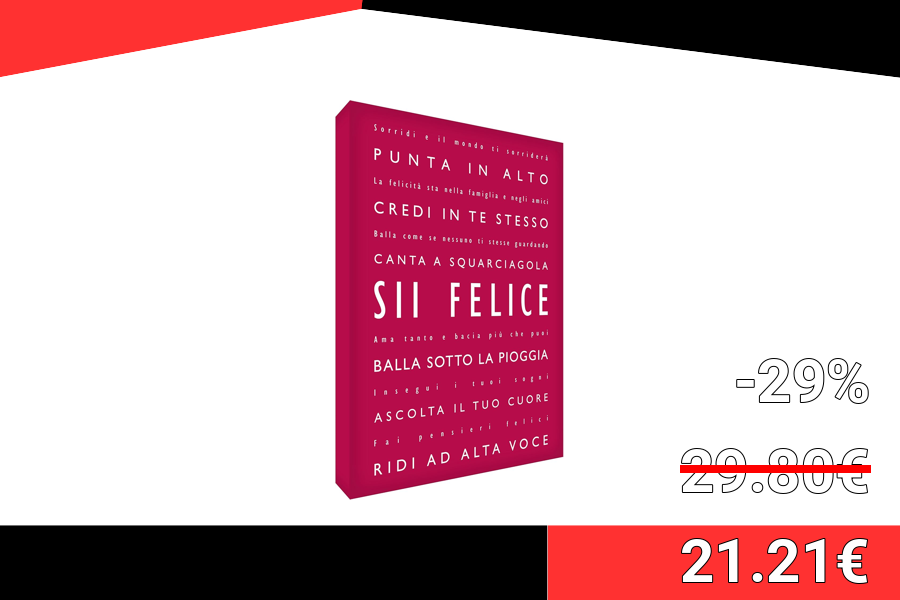 Sorridi e il mondo ti sorriderà
PUNTA IN ALTO
La felicità sta nella famiglia e negli amici
CREDI IN TE STESSO
Balla come se nessuno ti stesse guardando
CANTA A SQUARCIAGOLA
SII FELICE
Ama tanto e bacia più che puoi
BALLA SOTTO LA PIOGGIA
Insegui i tuoi sogni
ASCOLTA IL TUO CUORE
Fai pensieri felici
RIDI AD ALTA VOCE
-29%
29.80€
21.21€